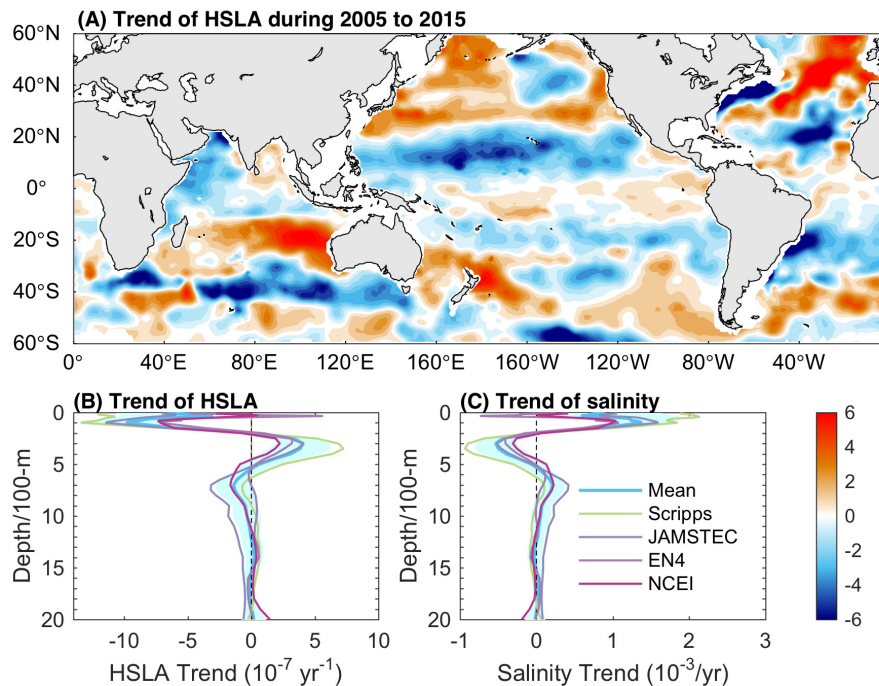 (A) Trend of HSLA during 2005 to 2015
60°N
40°N
20°N
0°
20°S
40°S
60°S
0° 40°E 80°E 120°E 160°E 160°W 120°W 80°W 40°W
(B) Trend of HSLA
0
5
10
15
20
Depth/100-m
-10 -5 0 5 10
HSLA Trend (10⁻⁷ yr⁻¹)
(C) Trend of salinity
0
5
10
15
20
Depth/100-m
Mean
Scripps
JAMSTEC
EN4
NCEI
-1 0 1 2 3
Salinity Trend (10⁻³/yr)
6
4
2
0
-2
-4
-6